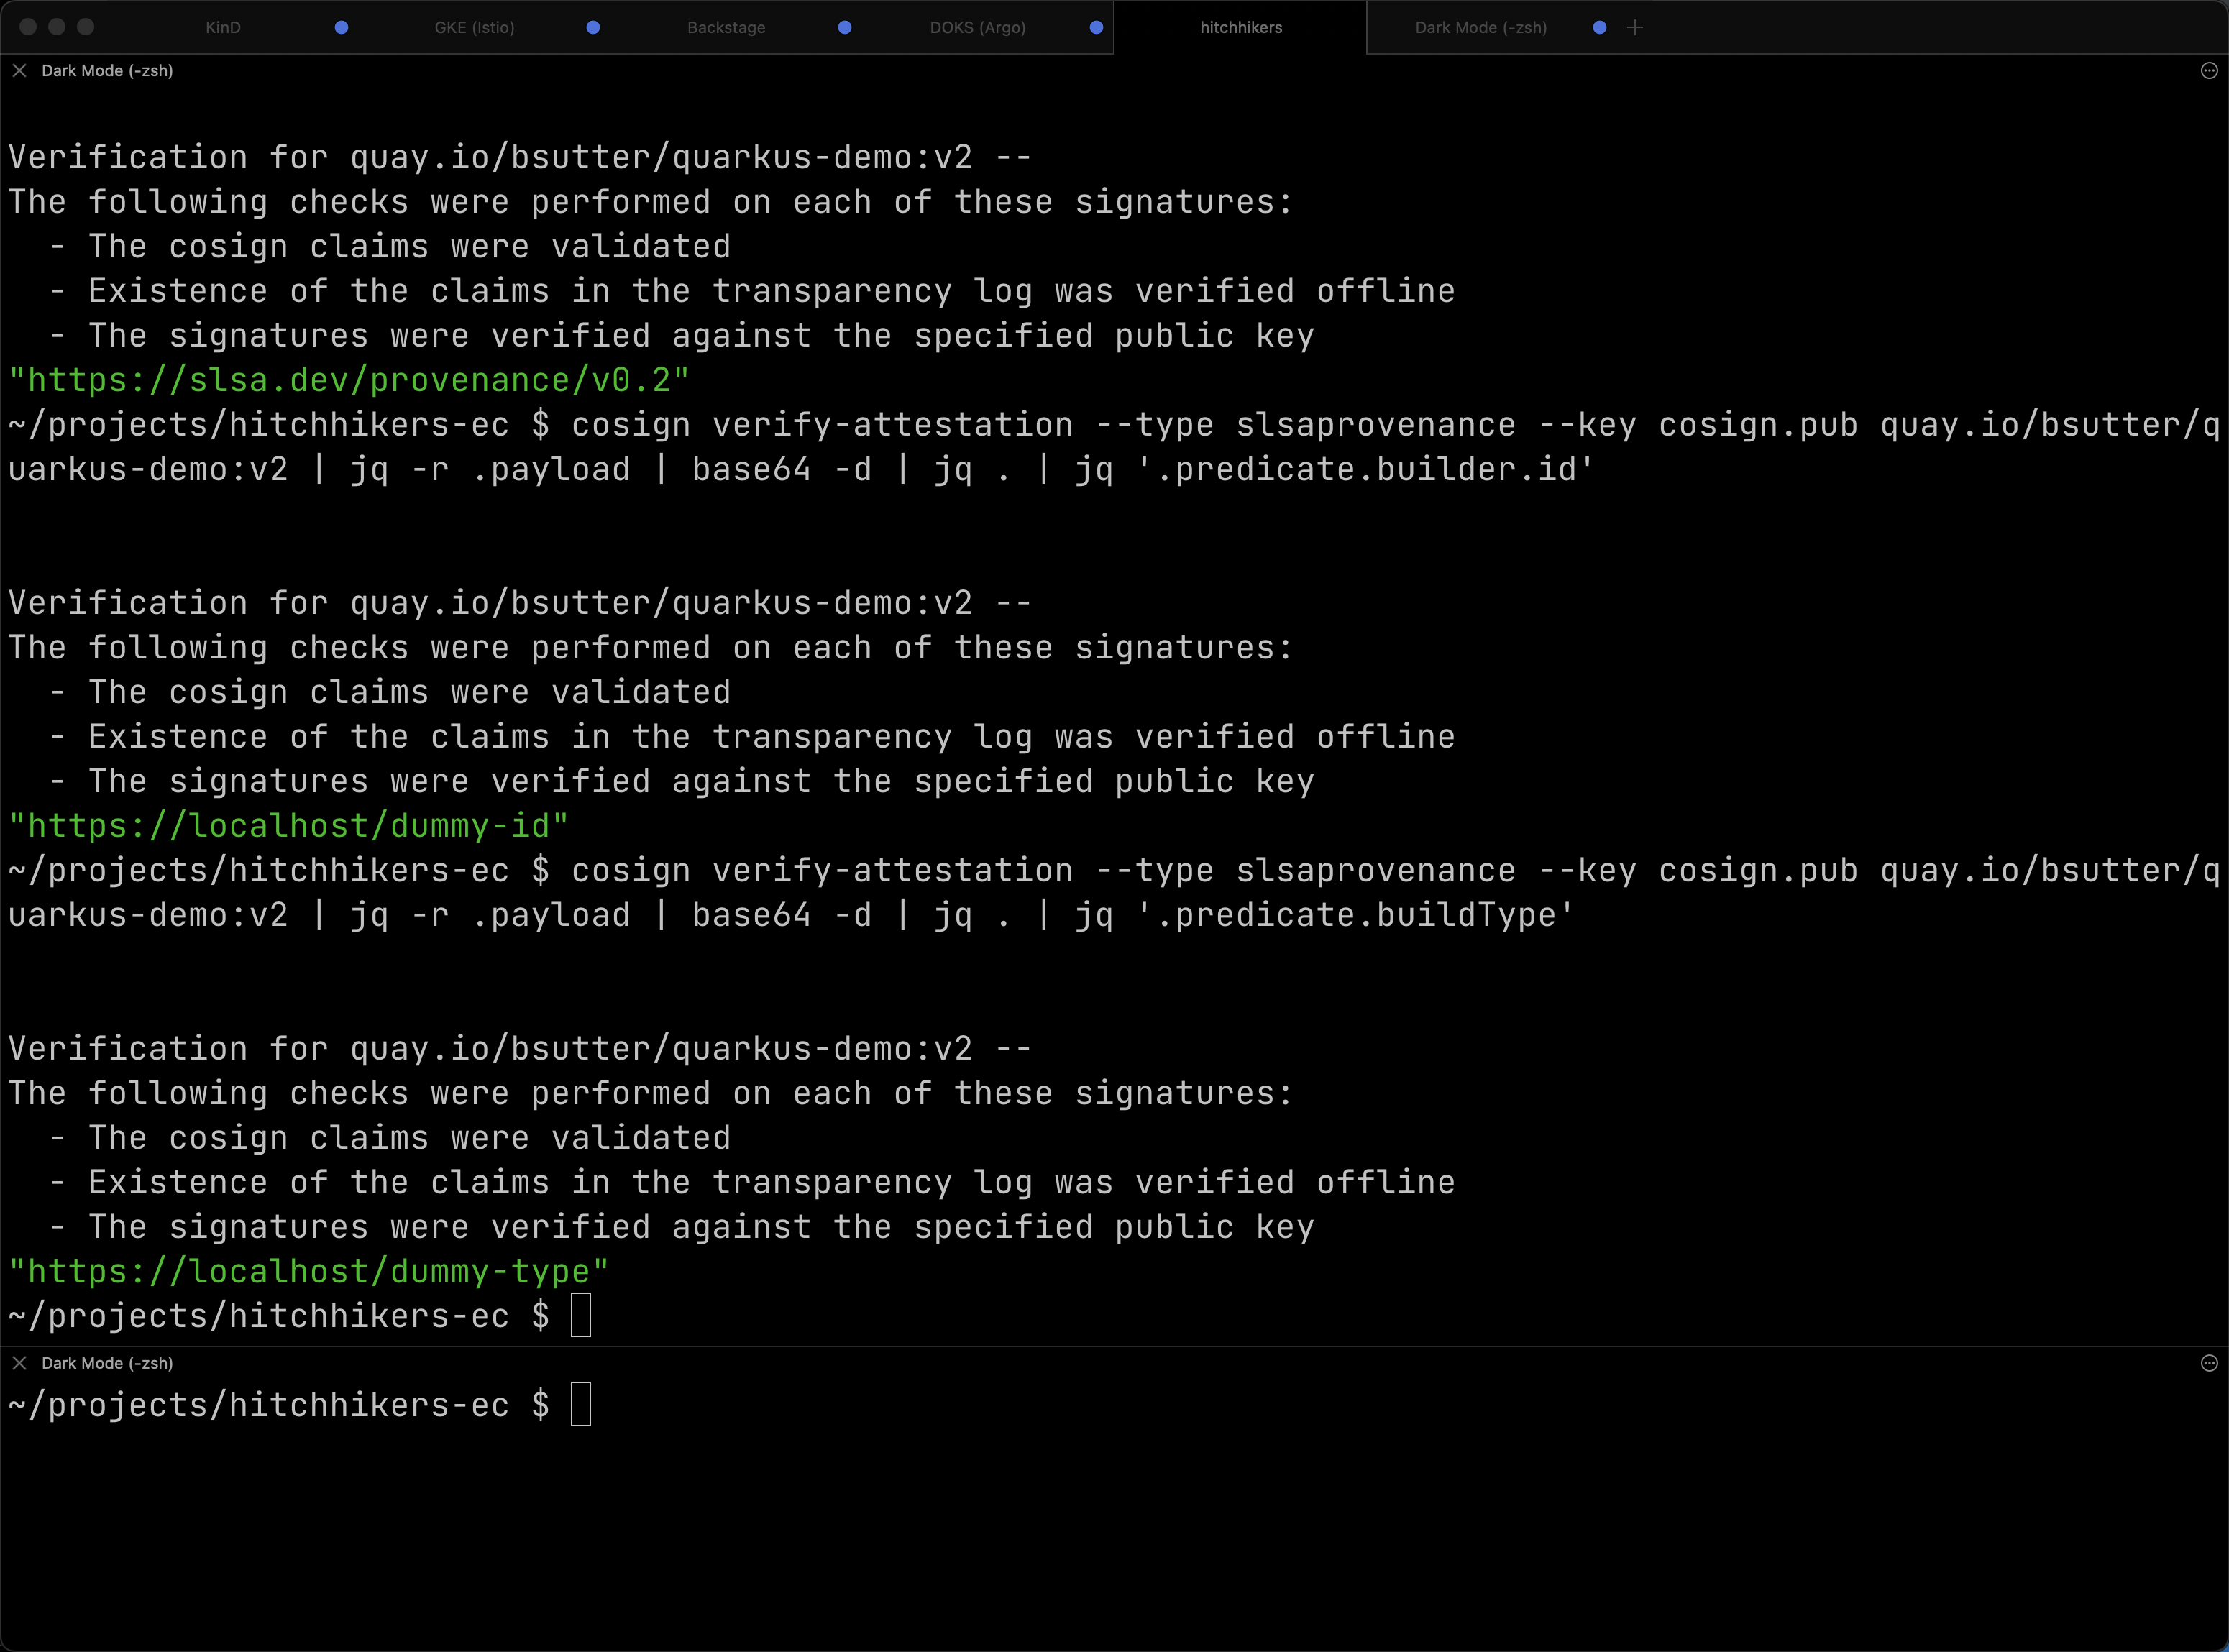 KinD GKE (Istio) Backstage DOKS (Argo) hitchhikers Dark Mode (-zsh)
Dark Mode (-zsh)
Verification for quay.io/bsutter/quarkus-demo:v2 --
The following checks were performed on each of these signatures:
  - The cosign claims were validated
  - Existence of the claims in the transparency log was verified offline
  - The signatures were verified against the specified public key
"https://slsa.dev/provenance/v0.2"
~/projects/hitchhikers-ec $ cosign verify-attestation --type slsaprovenance --key cosign.pub quay.io/bsutter/q
uarkus-demo:v2 | jq -r .payload | base64 -d | jq . | jq '.predicate.builder.id'
Verification for quay.io/bsutter/quarkus-demo:v2 --
The following checks were performed on each of these signatures:
  - The cosign claims were validated
  - Existence of the claims in the transparency log was verified offline
  - The signatures were verified against the specified public key
"https://localhost/dummy-id"
~/projects/hitchhikers-ec $ cosign verify-attestation --type slsaprovenance --key cosign.pub quay.io/bsutter/q
uarkus-demo:v2 | jq -r .payload | base64 -d | jq . | jq '.predicate.buildType'
Verification for quay.io/bsutter/quarkus-demo:v2 --
The following checks were performed on each of these signatures:
  - The cosign claims were validated
  - Existence of the claims in the transparency log was verified offline
  - The signatures were verified against the specified public key
"https://localhost/dummy-type"
~/projects/hitchhikers-ec $
Dark Mode (-zsh)
~/projects/hitchhikers-ec $